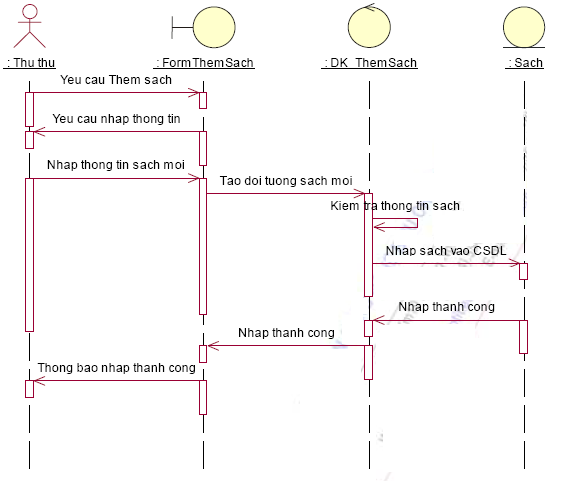 : Thu thu
: FormThemSach
: DK_ThemSach
: Sach
Yeu cau Them sach
Yeu cau nhap thong tin
Nhap thong tin sach moi
Tao doi tuong sach moi
Kiem tra thong tin sach
Nhap sach vao CSDL
Nhap thanh cong
Nhap thanh cong
Thong bao nhap thanh cong